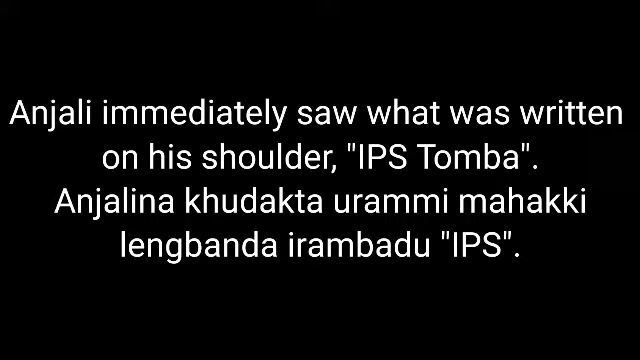 Anjali immediately saw what was written
on his shoulder, "IPS Tomba".
Anjalina khudakta urammi mahakki
lengbanda irambadu "IPS".